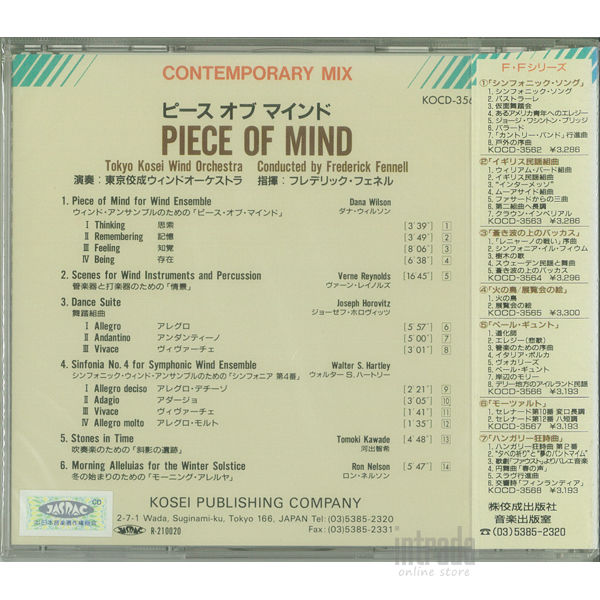 CONTEMPORARY MIX
ピース オブ マインド
KOCD-356
PIECE OF MIND
Tokyo Kosei Wind Orchestra Conducted by Frederick Fennell
演奏：東京佼成ウィンドオーケストラ 指揮：フレデリック・フェネル
1. Piece of Mind for Wind Ensemble Dana Wilson
ウィンド・アンサンブルのための「ピース・オブ・マインド」 ダナ・ウィルソン
Ⅰ Thinking 思索 [3'39"] 1
Ⅱ Remembering 記憶 [3'49"] 2
Ⅲ Feeling 知覚 [8'06"] 3
Ⅳ Being 存在 [6'38"] 4
2. Scenes for Wind Instruments and Percussion Verne Reynolds [16'45"] 5
管楽器と打楽器のための「情景」 ヴァーン・レイノルズ
3. Dance Suite Joseph Horovitz
舞踏組曲 ジョーゼフ・ホロヴィッツ
Ⅰ Allegro アレグロ [5'57"] 6
Ⅱ Andantino アンダンティーノ [5'00"] 7
Ⅲ Vivace ヴィヴァーチェ [3'01"] 8
4. Sinfonia No. 4 for Symphonic Wind Ensemble Walter S. Hartley
シンフォニック・ウィンド・アンサンブルのための「シンフォニア 第4番」 ウォルター S. ハートリー
Ⅰ Allegro deciso アレグロ・デチーソ [2'21"] 9
Ⅱ Adagio アダージョ [3'05"] 10
Ⅲ Vivace ヴィヴァーチェ [1'41"] 11
Ⅳ Allegro molto アレグロ・モルト [1'35"] 12
5. Stones in Time Tomoki Kawade [4'48"] 13
吹奏楽のための「斜影の遺跡」 河出智希
6. Morning Alleluias for the Winter Solstice Ron Nelson [5'47"] 14
冬の始まりのための「モーニング・アレルヤ」 ロン・ネルソン
KOSEI PUBLISHING COMPANY
2-7-1 Wada, Suginami-ku, Tokyo 166, JAPAN Tel: (03)5385-2320
Fax: (03)5385-2331
JASRAC R-210020
CD
JASRAC
日本音楽著作権協会
F・Fシリーズ
①「シンフォニック・ソング」
1. シンフォニック・ソング
2. パストラーレ
3. 仮面舞踏会
4. あるアメリカ青年へのエレジー
5. ジョージ・ワシントン・ブリッジ
6. バラード
7. 「カントリー・バンド」行進曲
8. 戸外の序曲
KOCD-3562 ￥3,286
②「イギリス民謡組曲」
1. ウィリアム・バード組曲
2. イギリス民謡組曲
3. "インターメッゾ"
4. ムーアサイド組曲
5. ファサードからの三曲
6. 第二組曲ヘ長調
7. クラウン・インペリアル
KOCD-3563 ￥3,286
③「蒼き波の上のバッカス」
1. 「レニャーノの戦い」序曲
2. シンフォニア・イル・フィウム
3. 樹木の歌
4. スウェーデン民謡と舞曲
5. 蒼き波の上のバッカス
KOCD-3564 ￥3,296
④「火の鳥/展覧会の絵」
1. 火の鳥
2. 展覧会の絵
KOCD-3565 ￥3,300
⑤「ペール・ギュント」
1. 道化師
2. エレジー(悲歌)
3. 管楽のための序曲
4. イタリア・ポルカ
5. ヴォカリーズ
6. ペール・ギュント
7. 岸辺のモリー
8. デリー地方のアイルランド民謡
KOCD-3566 ￥3,193
⑥「モーツァルト」
1. セレナード第10番 変ロ長調
2. セレナード第12番 ハ短調
KOCD-3567 ￥3,193
⑦「ハンガリー狂詩曲」
1. ハンガリー狂詩曲 第2番
2. "夕べの祈り"と"夢のパントマイム"
3. 歌劇「ファウスト」よりバレエ音楽
4. 円舞曲「春の声」
5. スラヴ行進曲
6. 交響詩「フィンランディア」
KOCD-3568 ￥3,193
㈱佼成出版社
音楽出版室
☎(03)5385-2320
intrada
online store